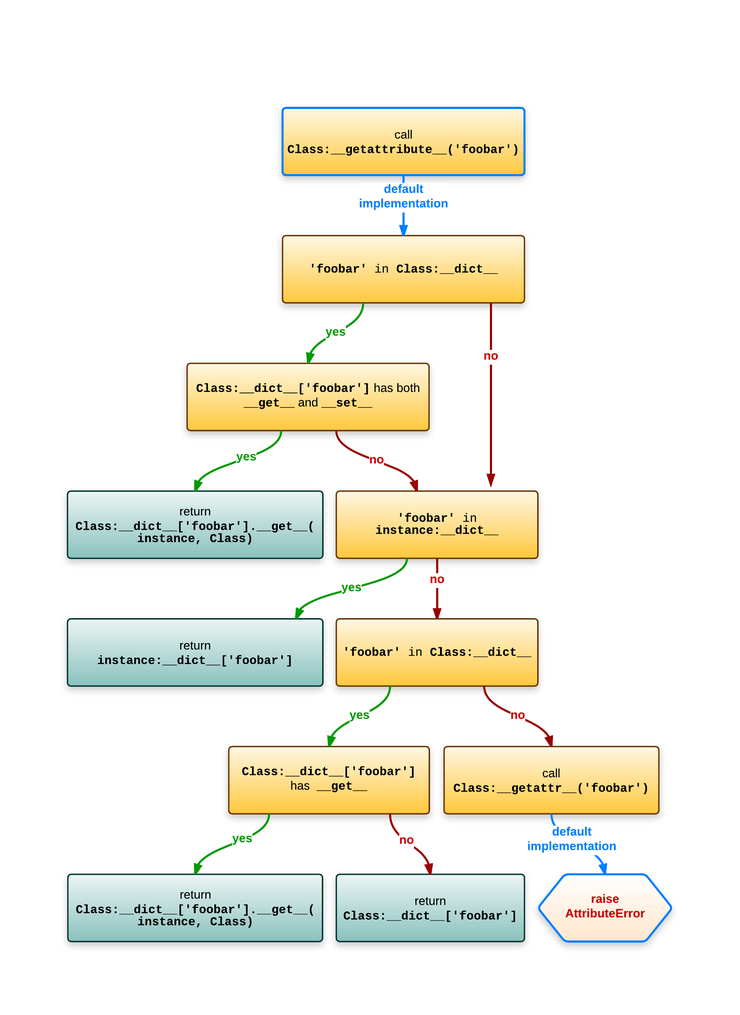 call
Class:__getattribute__('foobar')
default
implementation
'foobar' in Class:__dict__
yes
no
Class:__dict__['foobar'] has both
__get__ and __set__
yes
no
return
Class:__dict__['foobar'].__get__(
instance, Class)
'foobar' in
instance:__dict__
yes
no
return
instance:__dict__['foobar']
'foobar' in Class:__dict__
yes
no
Class:__dict__['foobar']
has __get__
call
Class:__getattr__('foobar')
yes
no
default
implementation
return
Class:__dict__['foobar'].__get__(
instance, Class)
return
Class:__dict__['foobar']
raise
AttributeError